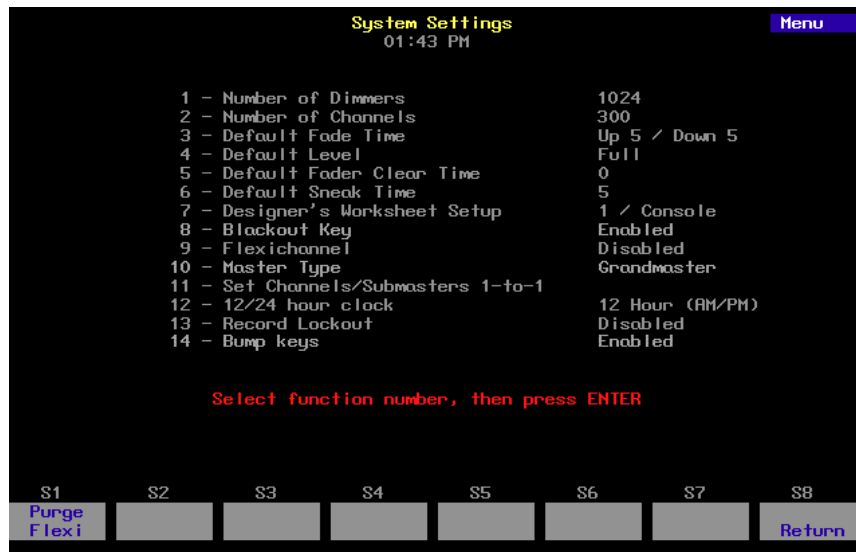 System Settings
Menu
01:43 PM
1 - Number of Dimmers 1024
2 - Number of Channels 300
3 - Default Fade Time Up 5 / Down 5
4 - Default Level Full
5 - Default Fader Clear Time 0
6 - Default Sneak Time 5
7 - Designer's Worksheet Setup 1 / Console
8 - Blackout Key Enabled
9 - Flexichannel Disabled
10 - Master Type Grandmaster
11 - Set Channels/Submasters 1-to-1
12 - 12/24 hour clock 12 Hour (AM/PM)
13 - Record Lockout Disabled
14 - Bump keys Enabled
Select function number, then press ENTER
S1 S2 S3 S4 S5 S6 S7 S8
Purge
Flexi Return